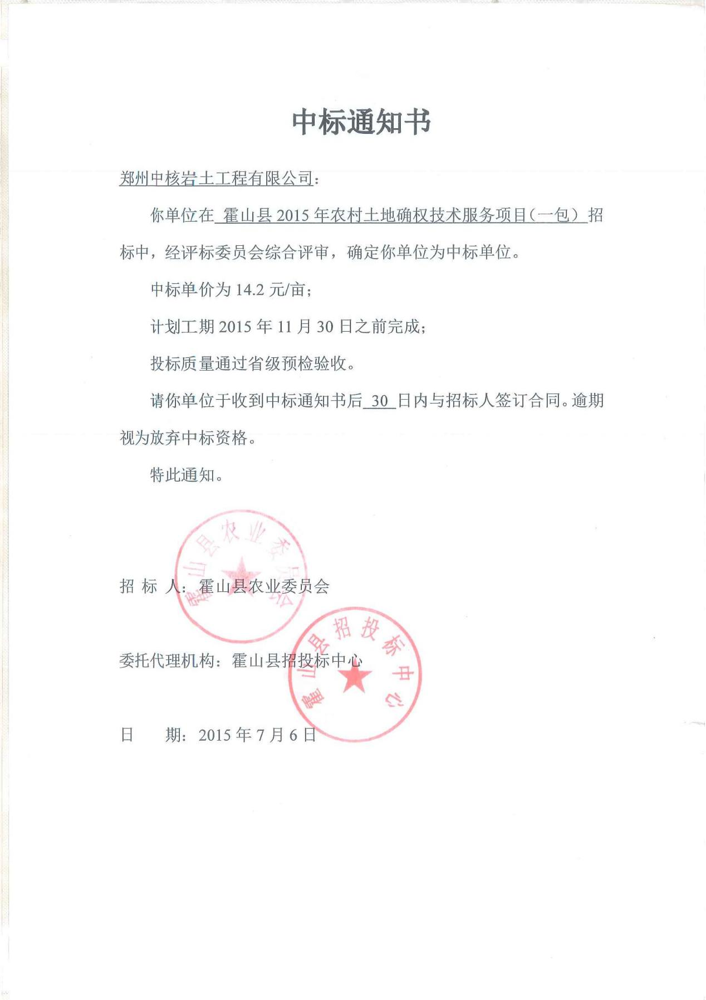 中标通知书
郑州中核岩土工程有限公司：
你单位在 霍山县 2015 年农村土地确权技术服务项目（一包） 招
标中，经评标委员会综合评审，确定你单位为中标单位。
中标单价为 14.2 元/亩；
计划工期 2015 年 11 月 30 日之前完成；
投标质量通过省级预检验收。
请你单位于收到中标通知书后 30 日内与招标人签订合同。逾期
视为放弃中标资格。
特此通知。
霍山县农业委员会
招 标 人：霍山县农业委员会
霍山县招投标中心
委托代理机构：霍山县招投标中心
日 期：2015 年 7 月 6 日